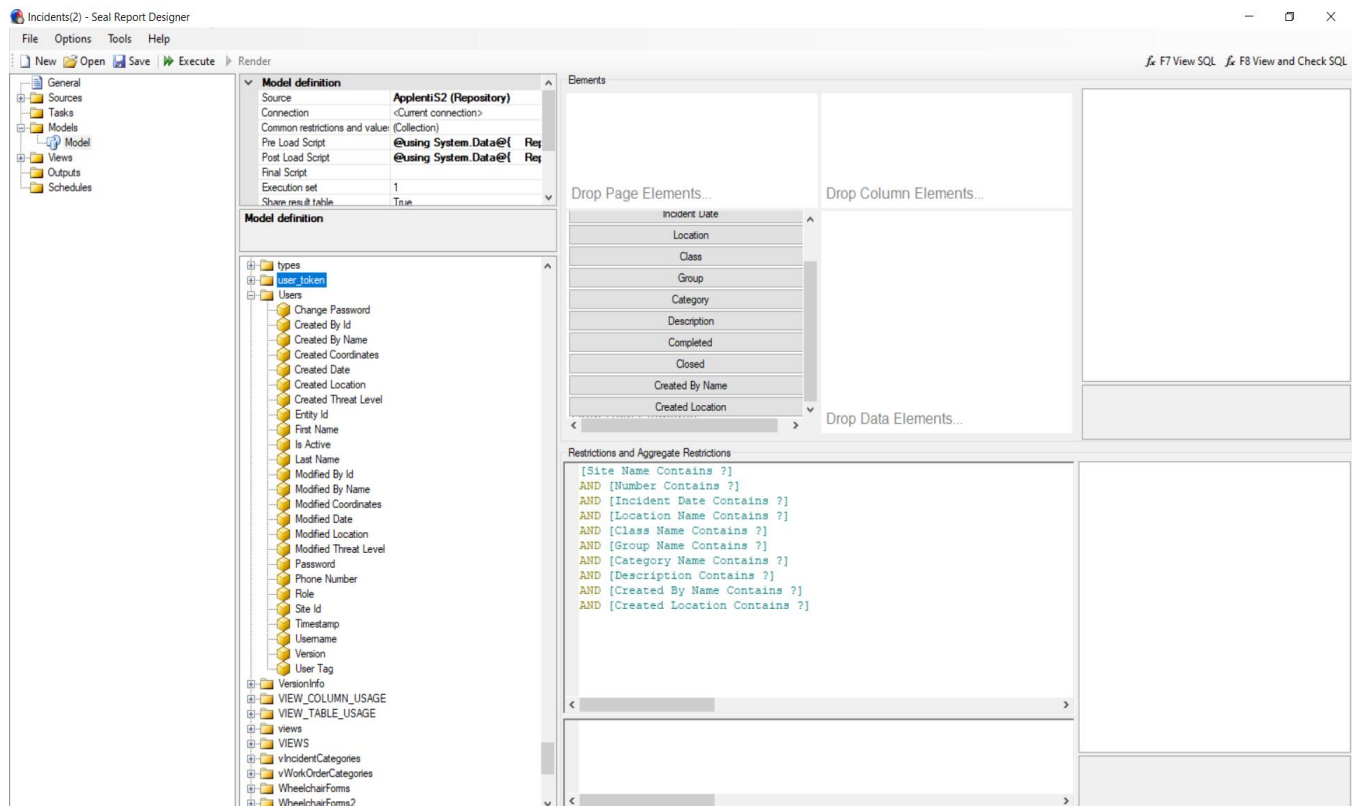 Incidents(2) - Seal Report Designer
File Options Tools Help
New Open Save Execute Render
fx F7 View SQL fx F8 View and Check SQL
General
Sources
Tasks
Models
Model
Views
Outputs
Schedules
Model definition
Source ApplentiS2 (Repository)
Connection <Current connection>
Common restrictions and value: (Collection)
Pre Load Script @using System.Data@{ Rep
Post Load Script @using System.Data@{ Rep
Final Script
Execution set 1
Share result table True
Model definition
types
user_token
Users
Change Password
Created By Id
Created By Name
Created Coordinates
Created Date
Created Location
Created Threat Level
Entity Id
First Name
Is Active
Last Name
Modified By Id
Modified By Name
Modified Coordinates
Modified Date
Modified Location
Modified Threat Level
Password
Phone Number
Role
Site Id
Timestamp
Username
Version
User Tag
VersionInfo
VIEW_COLUMN_USAGE
VIEW_TABLE_USAGE
views
VIEWS
vIncidentCategories
vWorkOrderCategories
WheelchairForms
WheelchairForms2
Elements
Drop Page Elements...
Drop Column Elements...
Incident Date
Location
Class
Group
Category
Description
Completed
Closed
Created By Name
Created Location
Drop Data Elements...
Restrictions and Aggregate Restrictions
[Site Name Contains ?]
AND [Number Contains ?]
AND [Incident Date Contains ?]
AND [Location Name Contains ?]
AND [Class Name Contains ?]
AND [Group Name Contains ?]
AND [Category Name Contains ?]
AND [Description Contains ?]
AND [Created By Name Contains ?]
AND [Created Location Contains ?]